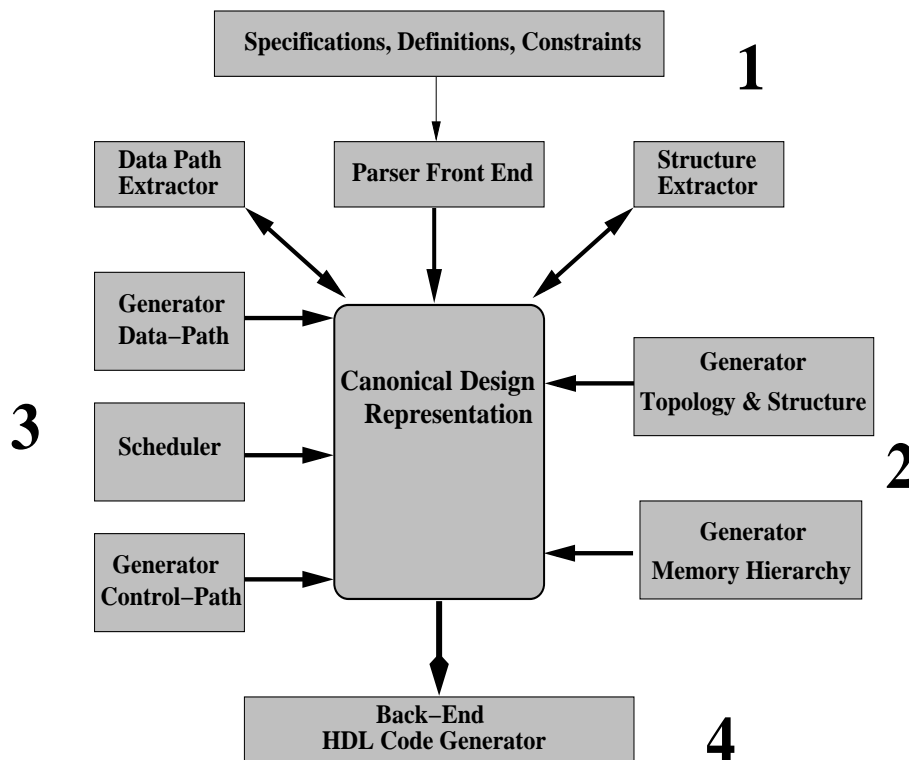 Specifications, Definitions, Constraints
1
Data Path
Extractor
Parser Front End
Structure
Extractor
Generator
Data−Path
Canonical Design
Representation
Generator
Topology & Structure
3
Scheduler
2
Generator
Memory Hierarchy
Generator
Control−Path
Back−End
HDL Code Generator
4